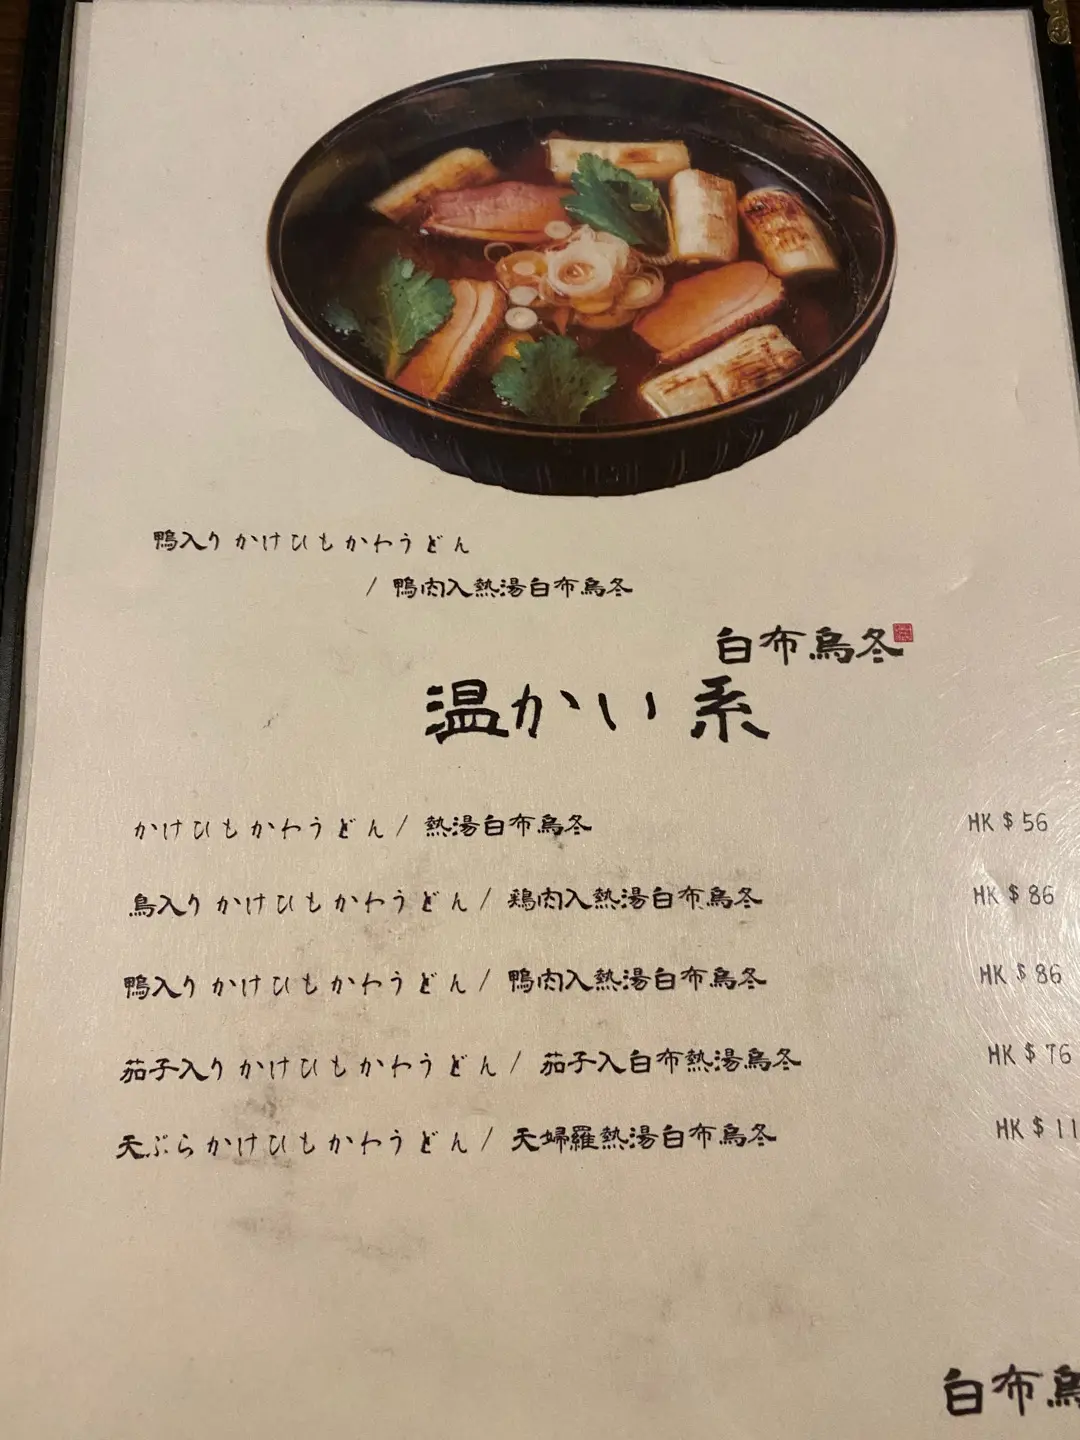 鴨入りかけひもかわうどん
/ 鴨肉入熱湯白布烏冬
白布烏冬
温かい系
かけひもかわうどん / 熱湯白布烏冬 HK $ 56
鳥入りかけひもかわうどん / 鶏肉入熱湯白布烏冬 HK $ 86
鴨入りかけひもかわうどん / 鴨肉入熱湯白布烏冬 HK $ 86
茄子入りかけひもかわうどん / 茄子入白布熱湯烏冬 HK $ 76
天ぷらかけひもかわうどん / 天婦羅熱湯白布烏冬 HK $ 11
白布烏